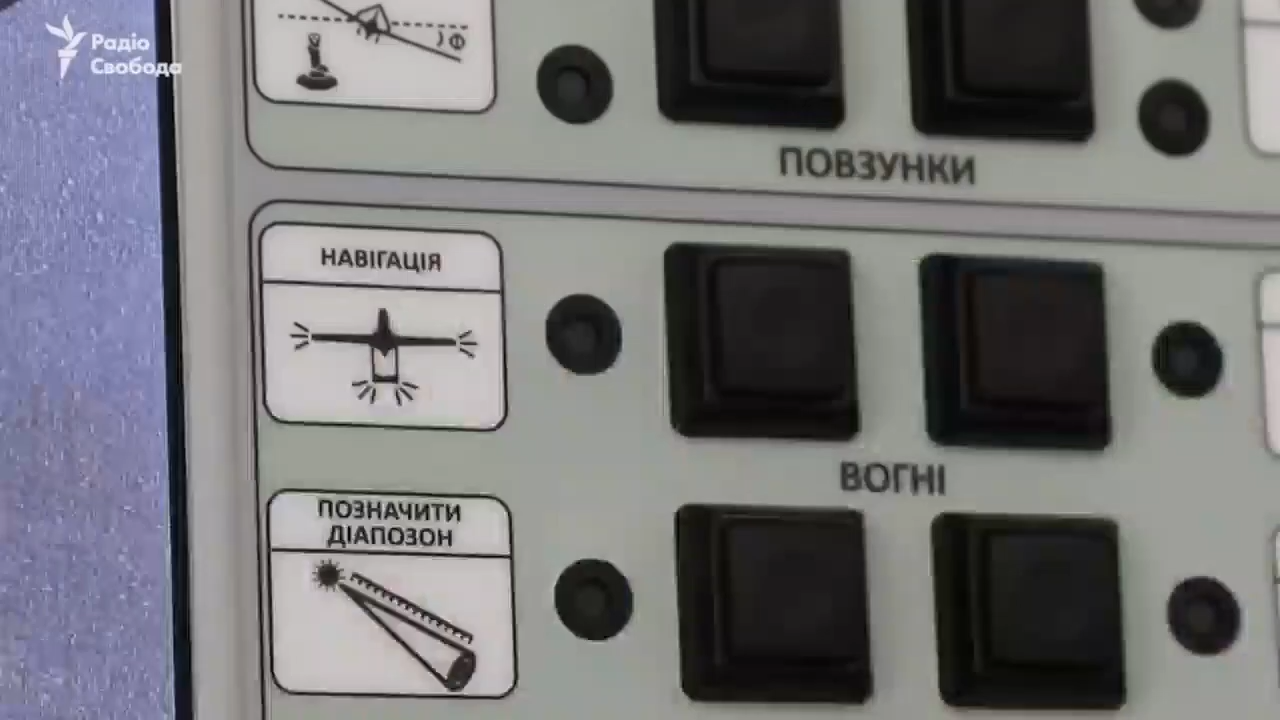 Радіо
Свобода
Φ
ПОВЗУНКИ
НАВІГАЦІЯ
ВОГНІ
ПОЗНАЧИТИ
ДІАПОЗОН